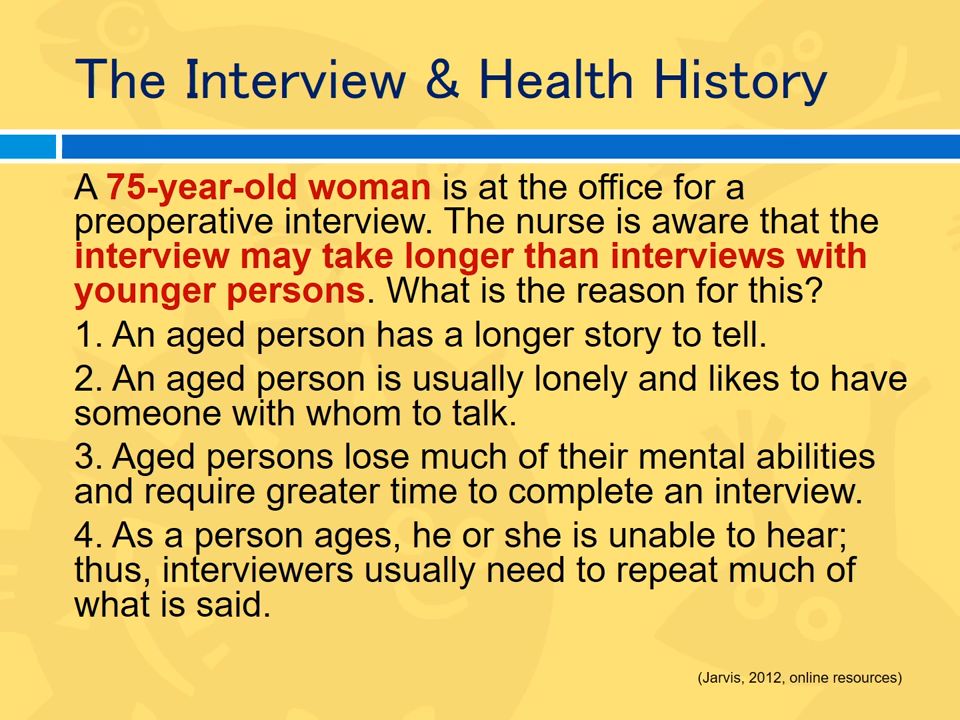 The Interview & Health History
A 75-year-old woman is at the office for a
preoperative interview. The nurse is aware that the
interview may take longer than interviews with
younger persons. What is the reason for this?
1. An aged person has a longer story to tell.
2. An aged person is usually lonely and likes to have
someone with whom to talk.
3. Aged persons lose much of their mental abilities
and require greater time to complete an interview.
4. As a person ages, he or she is unable to hear;
thus, interviewers usually need to repeat much of
what is said.
(Jarvis, 2012, online resources)